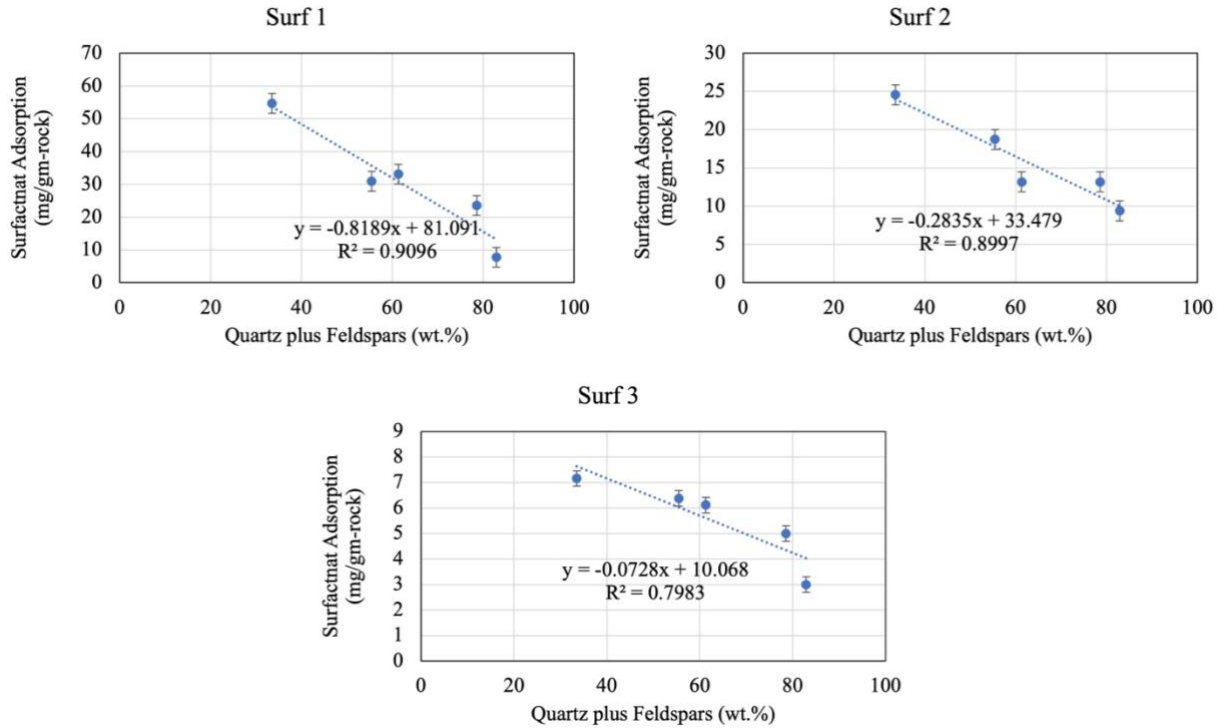 Surf 1
70
60
50
40
30
20
10
0
0 20 40 60 80 100
Surfactnat Adsorption
(mg/gm-rock)
y = -0.8189x + 81.091
R² = 0.9096
Quartz plus Feldspars (wt.%)
Surf 2
30
25
20
15
10
5
0
0 20 40 60 80 100
Surfactnat Adsorption
(mg/gm-rock)
y = -0.2835x + 33.479
R² = 0.8997
Quartz plus Feldspars (wt.%)
Surf 3
9
8
7
6
5
4
3
2
1
0
0 20 40 60 80 100
Surfactnat Adsorption
(mg/gm-rock)
y = -0.0728x + 10.068
R² = 0.7983
Quartz plus Feldspars (wt.%)